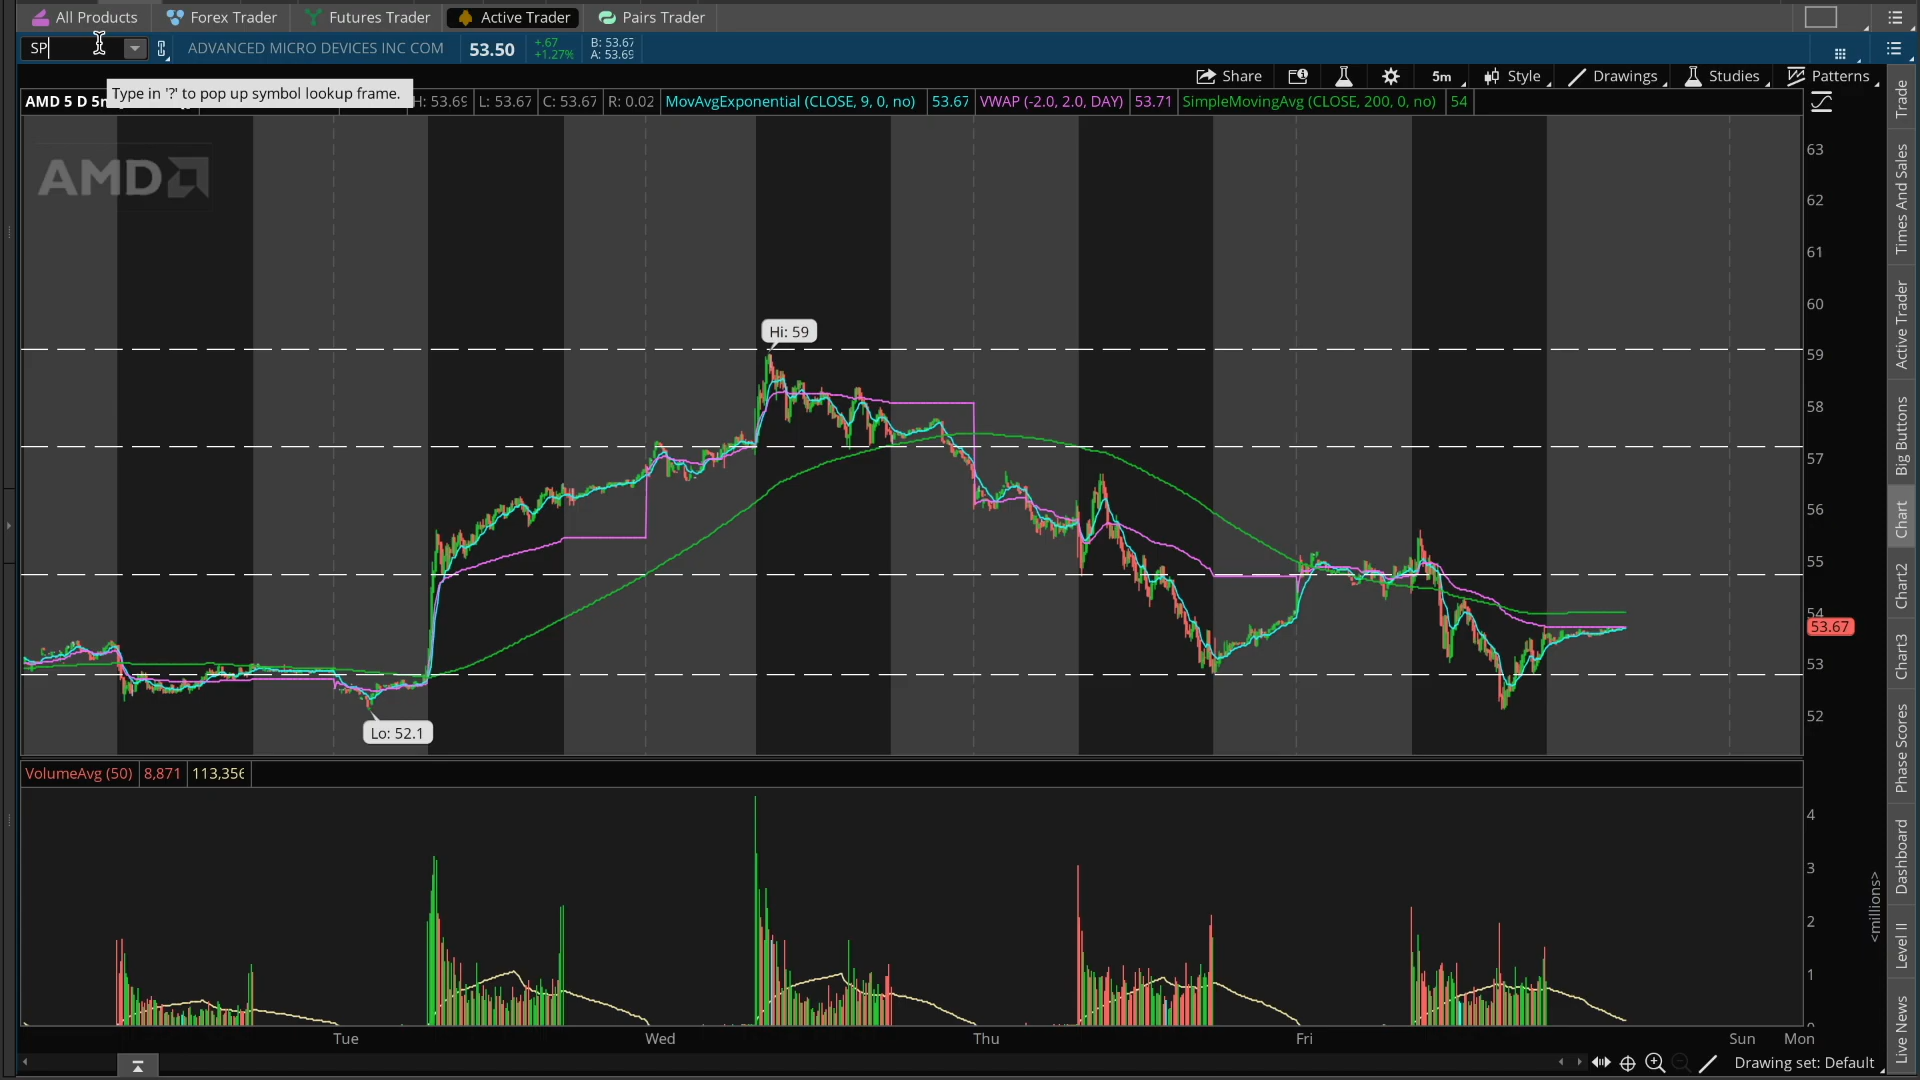 All Products
Forex Trader
Futures Trader
Active Trader
Pairs Trader
SP
ADVANCED MICRO DEVICES INC COM
53.50
+.67
+1.27%
B: 53.67
A: 53.69
Type in '?' to pop up symbol lookup frame.
Share
5m
Style
Drawings
Studies
Patterns
AMD 5 D 5m
H: 53.69
L: 53.67
C: 53.67
R: 0.02
MovAvgExponential (CLOSE, 9, 0, no)
53.67
VWAP (-2.0, 2.0, DAY)
53.71
SimpleMovingAvg (CLOSE, 200, 0, no)
54
AMD
63
62
61
60
59
58
57
56
55
54
53.67
53
52
Hi: 59
Lo: 52.1
VolumeAvg (50)
8,871
113,356
4
3
2
1
0
<millions>
Tue
Wed
Thu
Fri
Sun
Mon
Drawing set: Default
Trade
Times And Sales
Active Trader
Big Buttons
Chart
Chart2
Chart3
Phase Scores
Dashboard
Level II
Live News